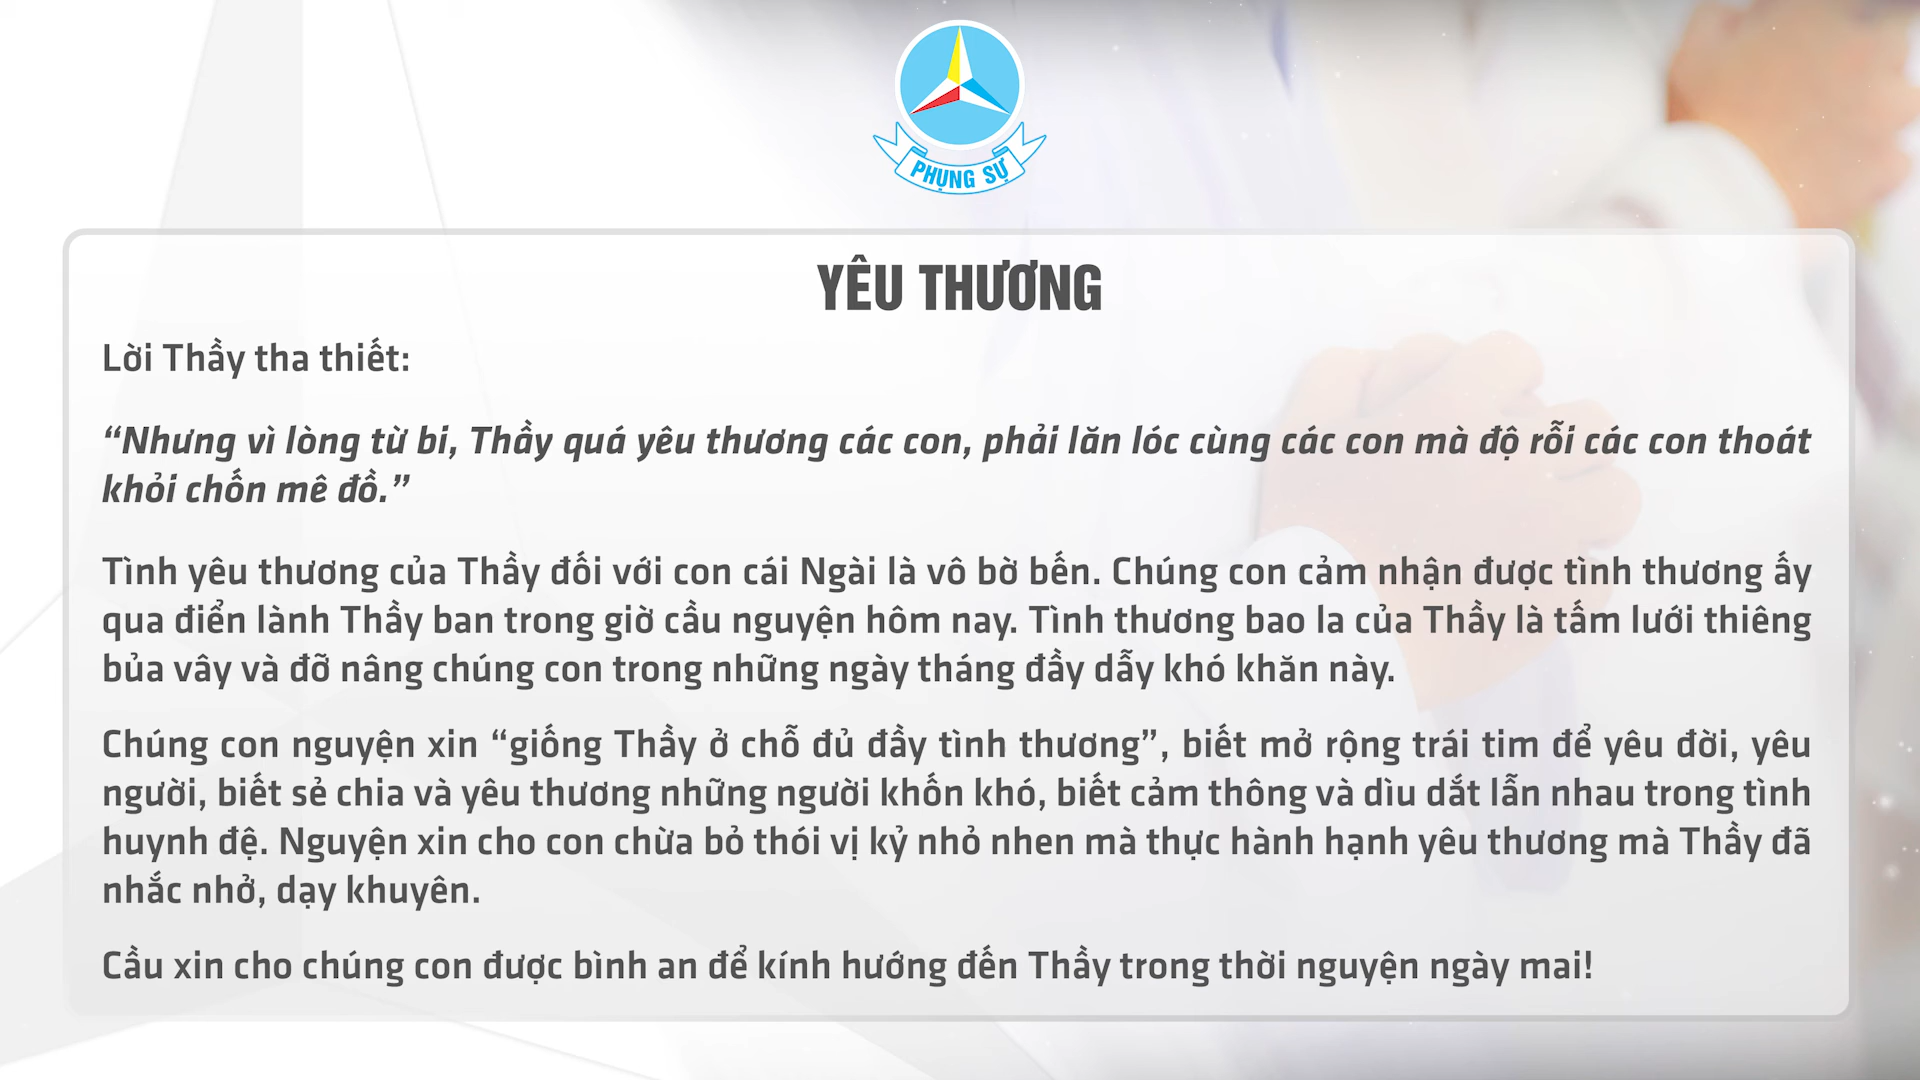 PHỤNG SỰ
YÊU THƯƠNG
Lời Thầy tha thiết:
“Nhưng vì lòng từ bi, Thầy quá yêu thương các con, phải lăn lóc cùng các con mà độ rỗi các con thoát
khỏi chốn mê đồ.”
Tình yêu thương của Thầy đối với con cái Ngài là vô bờ bến. Chúng con cảm nhận được tình thương ấy
qua điển lành Thầy ban trong giờ cầu nguyện hôm nay. Tình thương bao la của Thầy là tấm lưới thiêng
bủa vây và đỡ nâng chúng con trong những ngày tháng đầy dẫy khó khăn này.
Chúng con nguyện xin “giống Thầy ở chỗ đủ đầy tình thương”, biết mở rộng trái tim để yêu đời, yêu
người, biết sẻ chia và yêu thương những người khốn khó, biết cảm thông và dìu dắt lẫn nhau trong tình
huynh đệ. Nguyện xin cho con chừa bỏ thói vị kỷ nhỏ nhen mà thực hành hạnh yêu thương mà Thầy đã
nhắc nhở, dạy khuyên.
Cầu xin cho chúng con được bình an để kính hướng đến Thầy trong thời nguyện ngày mai!